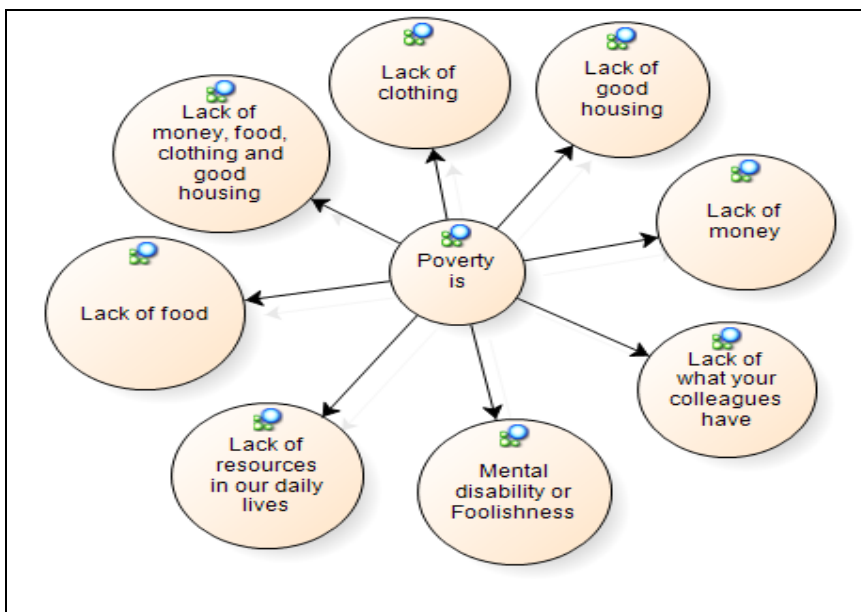 Lack of
clothing
Lack of
good
housing
Lack of
money, food,
clothing and
good
housing
Lack of
money
Poverty
is
Lack of food
Lack of
what your
colleagues
have
Lack of
resources
in our daily
lives
Mental
disability or
Foolishness